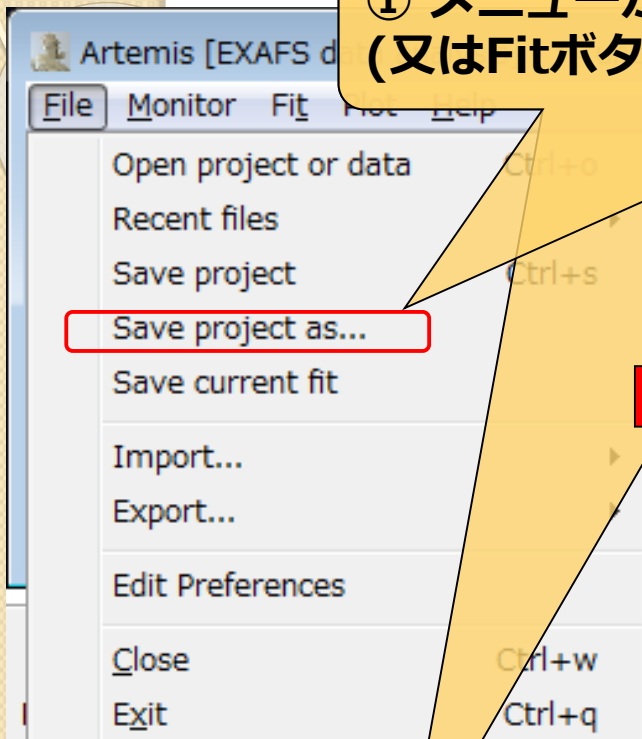 ① メニューか
(又はFitボタ
Artemis [EXAFS d
File Monitor Fit Plot Help
Open project or data Ctrl+o
Recent files
Save project Ctrl+s
Save project as...
Save current fit
Import...
Export...
Edit Preferences
Close Ctrl+w
Exit Ctrl+q